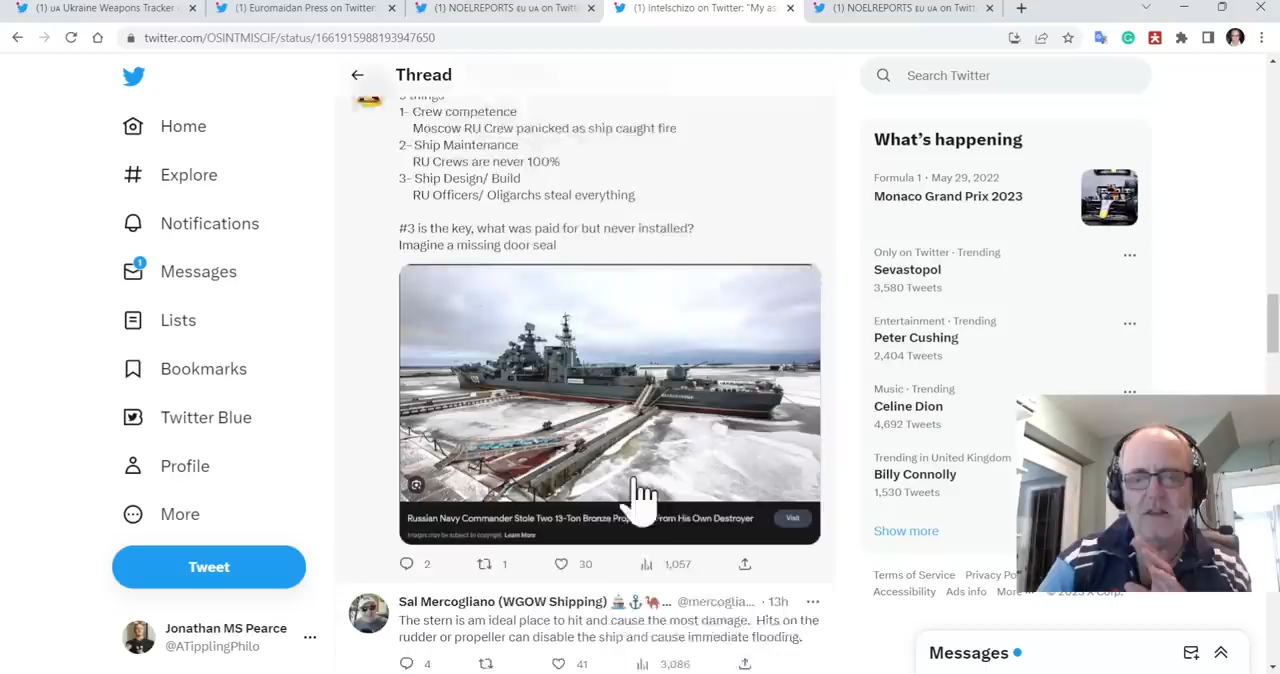 (1) UA Ukraine Weapons Tracker
(1) Euromaidan Press on Twitter:
(1) NOELREPORTS EU UA on Twitt
(1) Intelschizo on Twitter: "My as
(1) NOELREPORTS EU UA on Twitt
twitter.com/OSINTMISCIF/status/1661915988193947650
Thread
Search Twitter
Home
Explore
Notifications
1
Messages
Lists
Bookmarks
Twitter Blue
Profile
More
Tweet
Jonathan MS Pearce
@ATipplingPhilo
things
1- Crew competence
Moscow RU Crew panicked as ship caught fire
2- Ship Maintenance
RU Crews are never 100%
3- Ship Design/ Build
RU Officers/ Oligarchs steal everything
#3 is the key, what was paid for but never installed?
Imagine a missing door seal
Russian Navy Commander Stole Two 13-Ton Bronze Prop From His Own Destroyer
Visit
Images may be subject to copyright. Learn More
2 1 30 1,057
Sal Mercogliano (WGOW Shipping) ... @mercoglia... · 13h
The stern is am ideal place to hit and cause the most damage. Hits on the
rudder or propeller can disable the ship and cause immediate flooding.
4 41 3,086
What's happening
Formula 1 · May 29, 2022
Monaco Grand Prix 2023
Only on Twitter · Trending
Sevastopol
3,580 Tweets
Entertainment · Trending
Peter Cushing
2,404 Tweets
Music · Trending
Celine Dion
4,692 Tweets
Trending in United Kingdom
Billy Connolly
1,530 Tweets
Show more
Terms of Service Privacy Po
Accessibility Ads info More © 2023 X Corp.
Messages